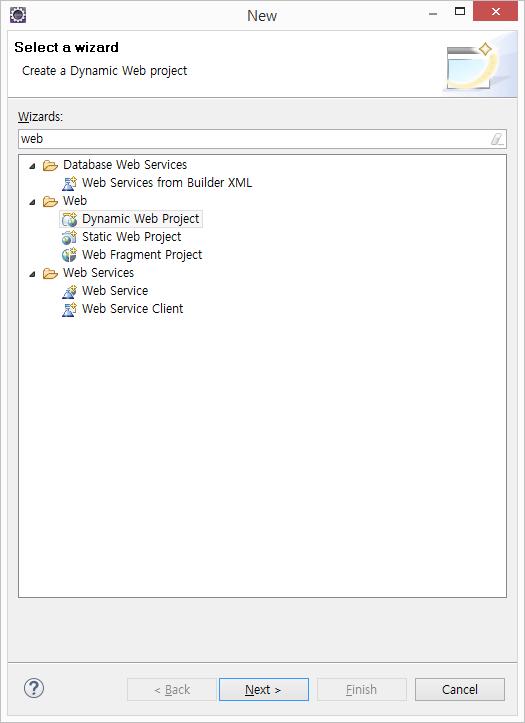 New
Select a wizard
Create a Dynamic Web project
Wizards:
web
Database Web Services
Web Services from Builder XML
Web
Dynamic Web Project
Static Web Project
Web Fragment Project
Web Services
Web Service
Web Service Client
? < Back Next > Finish Cancel